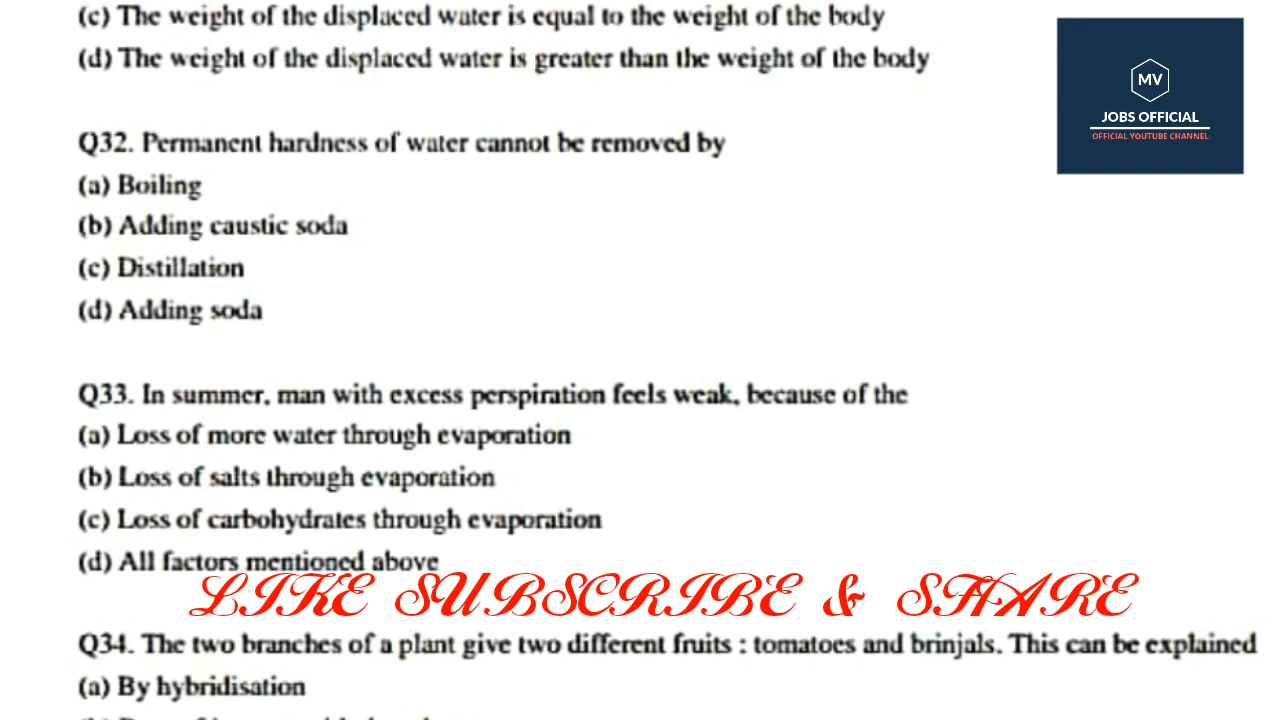 (c) The weight of the displaced water is equal to the weight of the body
(d) The weight of the displaced water is greater than the weight of the body
MV
JOBS OFFICIAL
OFFICIAL YOUTUBE CHANNEL
Q32. Permanent hardness of water cannot be removed by
(a) Boiling
(b) Adding caustic soda
(c) Distillation
(d) Adding soda
Q33. In summer, man with excess perspiration feels weak, because of the
(a) Loss of more water through evaporation
(b) Loss of salts through evaporation
(c) Loss of carbohydrates through evaporation
(d) All factors mentioned above
LIKE SUBSCRIBE & SHARE
Q34. The two branches of a plant give two different fruits : tomatoes and brinjals. This can be explained
(a) By hybridisation